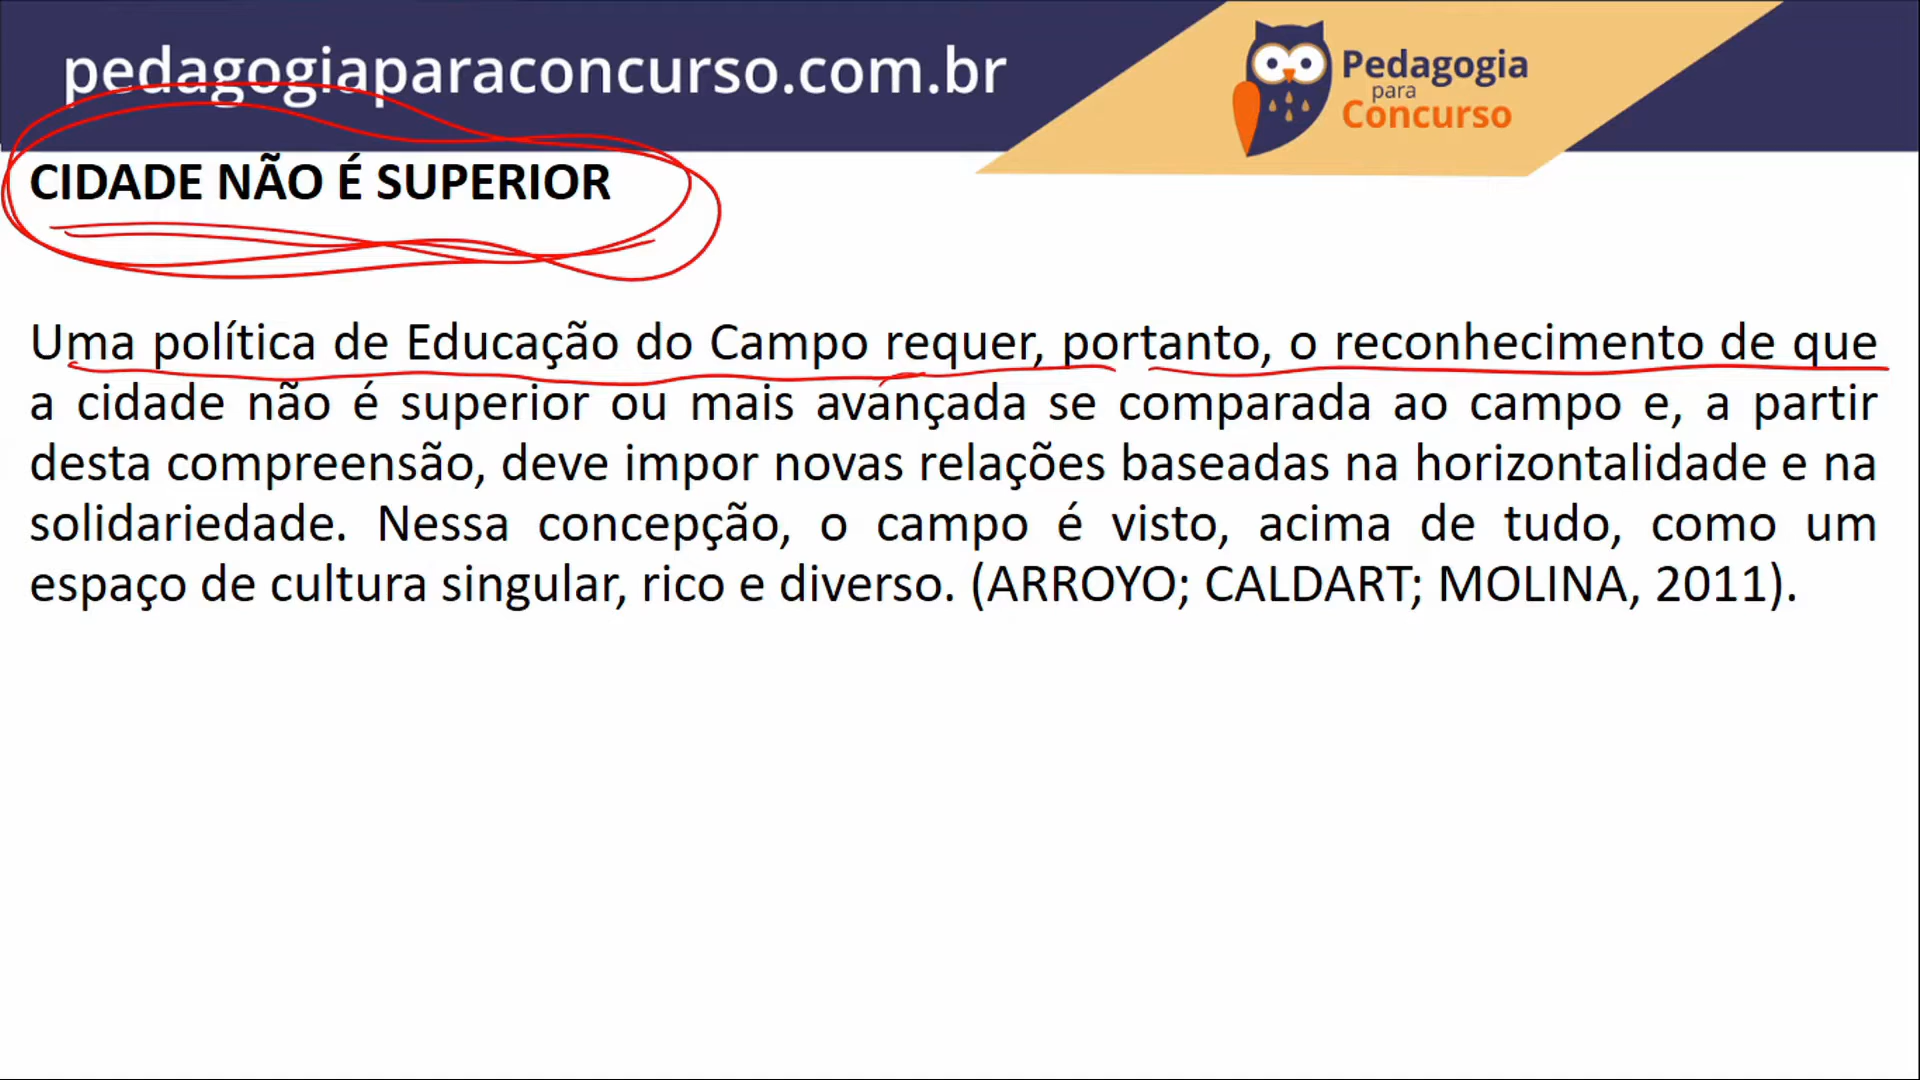 pedagogiaparaconcurso.com.br
Pedagogia
para
Concurso
CIDADE NÃO É SUPERIOR
Uma política de Educação do Campo requer, portanto, o reconhecimento de que
a cidade não é superior ou mais avançada se comparada ao campo e, a partir
desta compreensão, deve impor novas relações baseadas na horizontalidade e na
solidariedade. Nessa concepção, o campo é visto, acima de tudo, como um
espaço de cultura singular, rico e diverso. (ARROYO; CALDART; MOLINA, 2011).